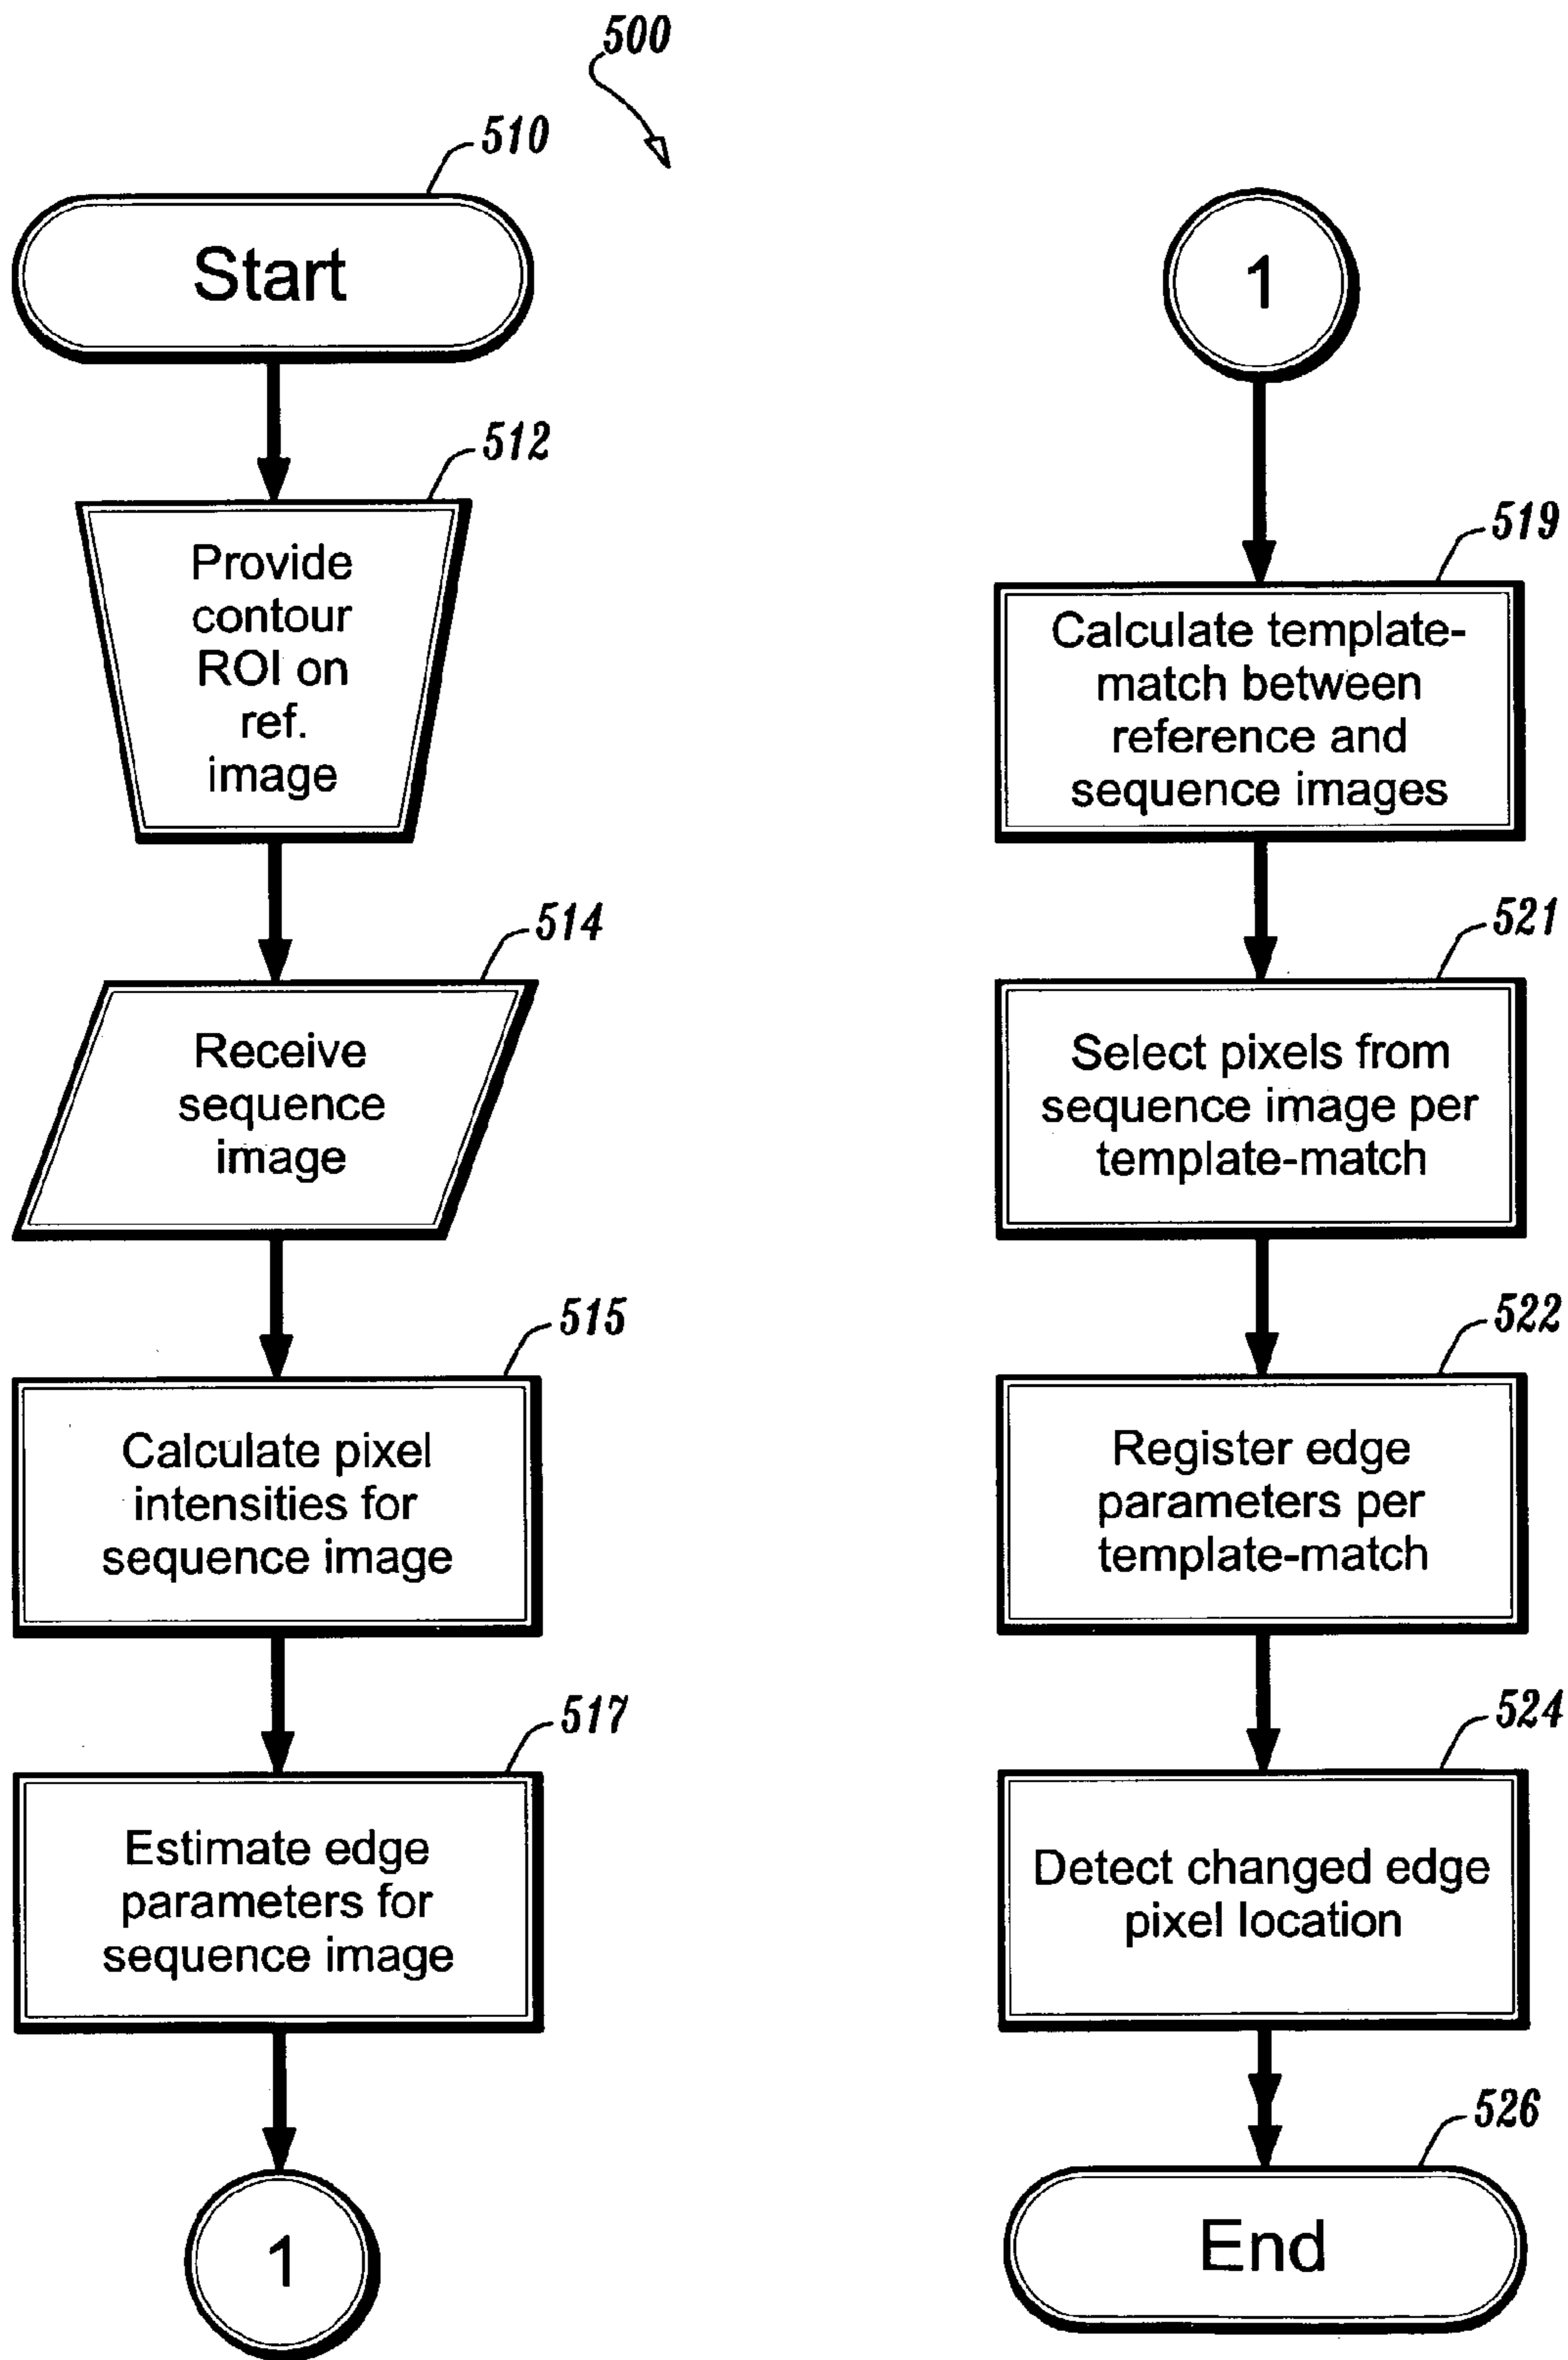 500
510
Start
512
Provide
contour
ROI on
ref.
image
514
Receive
sequence
image
515
Calculate pixel
intensities for
sequence image
517
Estimate edge
parameters for
sequence image
1
1
519
Calculate template-
match between
reference and
sequence images
521
Select pixels from
sequence image per
template-match
522
Register edge
parameters per
template-match
524
Detect changed edge
pixel location
526
End